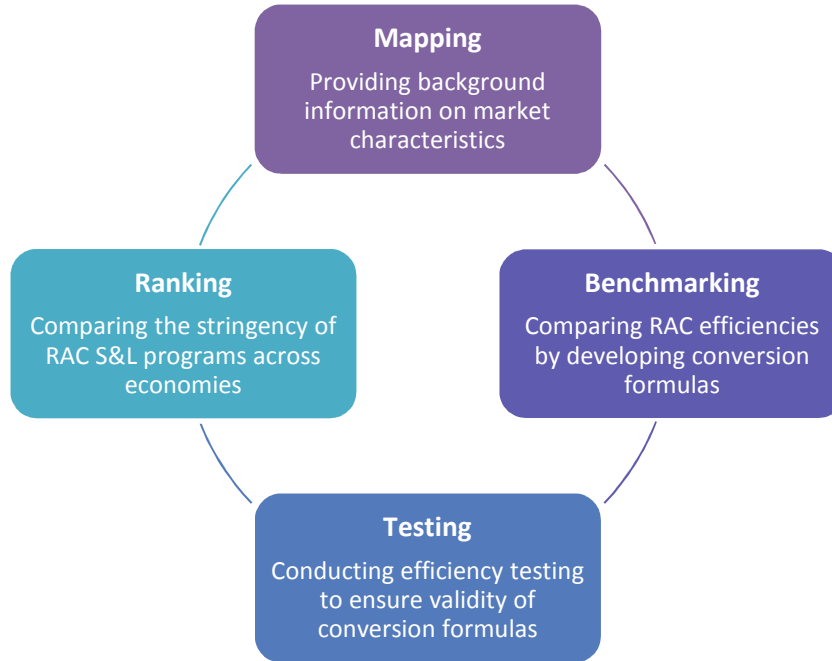 Mapping
Providing background
information on market
characteristics
Ranking
Comparing the stringency of
RAC S&L programs across
economies
Benchmarking
Comparing RAC efficiencies
by developing conversion
formulas
Testing
Conducting efficiency testing
to ensure validity of
conversion formulas